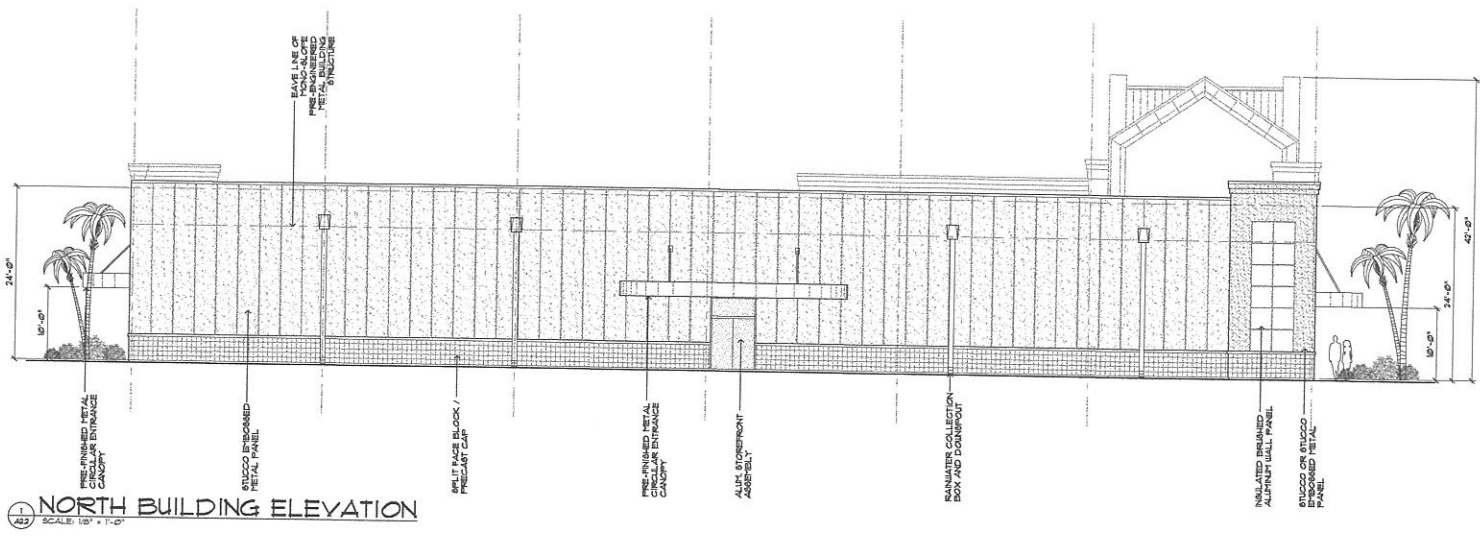 EAVE LINE OF
MONO-SLOPE
PRE-ENGINEERED
METAL BUILDING
STRUCTURE
24'-0"
10'-0"
42'-0"
24'-0"
10'-0"
PRE-FINISHED METAL
CIRCULAR ENTRANCE
CANOPY
STUCCO EMBOSSED
METAL PANEL
SPLIT FACE BLOCK /
PRECAST CAP
PRE-FINISHED METAL
CIRCULAR ENTRANCE
CANOPY
ALUM. STOREFRONT
ASSEMBLY
RAINWATER COLLECTION
BOX AND DOWNSPOUT
INSULATED BRUSHED
ALUMINUM WALL PANEL
STUCCO OR STUCCO
EMBOSSED METAL
PANEL
1
A2.2
NORTH BUILDING ELEVATION
SCALE: 1/8" = 1'-0"